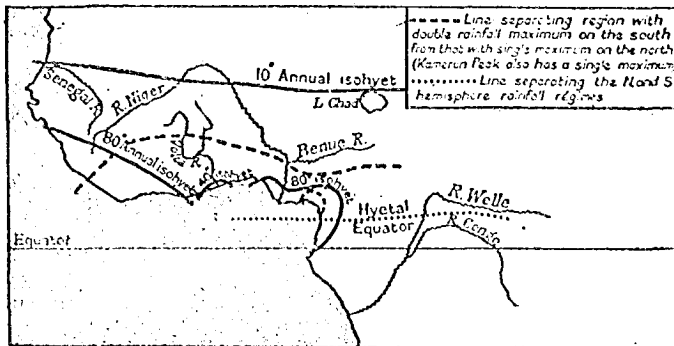 Line separating region with
double rainfall maximum on the south
from that with single maximum on the north
(Kamerun Peak also has a single maximum)
Line separating the N and S
hemisphere rainfall régimes
10" Annual isohyet
L. Chad
Senegal R.
R. Niger
Benue R.
80" Annual isohyet
Volta R.
40" isohyet
80" isohyet
Hyetal
Equator
R. Welle
R. Congo
Equator